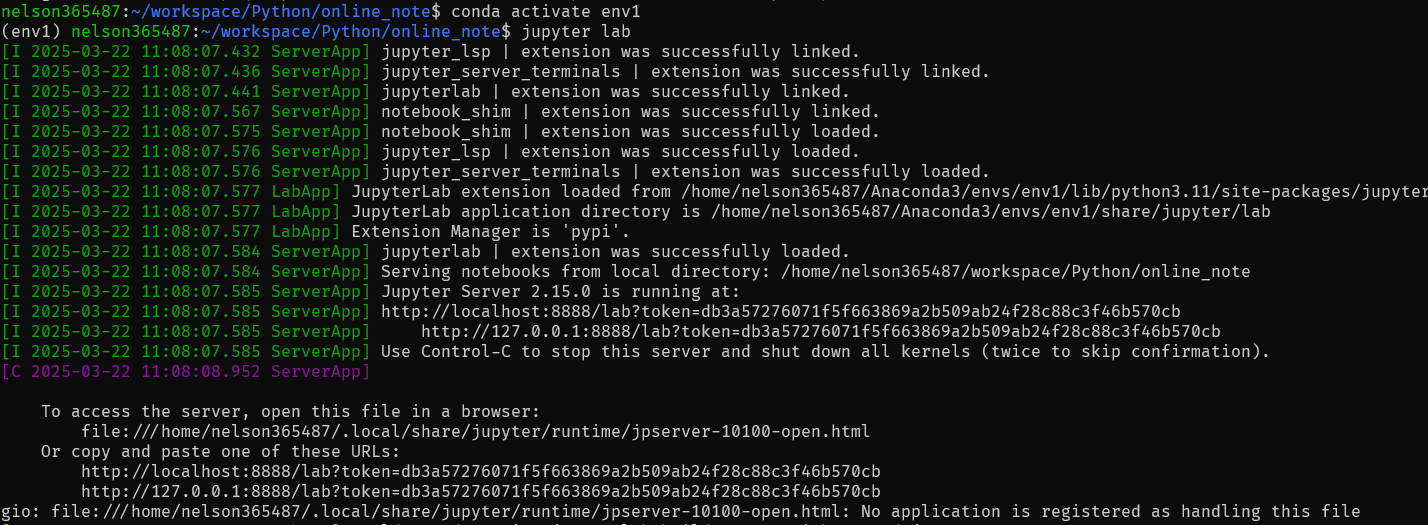 nelson365487:~/workspace/Python/online_note$ conda activate env1
(env1) nelson365487:~/workspace/Python/online_note$ jupyter lab
[I 2025-03-22 11:08:07.432 ServerApp] jupyter_lsp | extension was successfully linked.
[I 2025-03-22 11:08:07.436 ServerApp] jupyter_server_terminals | extension was successfully linked.
[I 2025-03-22 11:08:07.441 ServerApp] jupyterlab | extension was successfully linked.
[I 2025-03-22 11:08:07.567 ServerApp] notebook_shim | extension was successfully linked.
[I 2025-03-22 11:08:07.575 ServerApp] notebook_shim | extension was successfully loaded.
[I 2025-03-22 11:08:07.576 ServerApp] jupyter_lsp | extension was successfully loaded.
[I 2025-03-22 11:08:07.576 ServerApp] jupyter_server_terminals | extension was successfully loaded.
[I 2025-03-22 11:08:07.577 LabApp] JupyterLab extension loaded from /home/nelson365487/Anaconda3/envs/env1/lib/python3.11/site-packages/jupyter
[I 2025-03-22 11:08:07.577 LabApp] JupyterLab application directory is /home/nelson365487/Anaconda3/envs/env1/share/jupyter/lab
[I 2025-03-22 11:08:07.577 LabApp] Extension Manager is 'pypi'.
[I 2025-03-22 11:08:07.584 ServerApp] jupyterlab | extension was successfully loaded.
[I 2025-03-22 11:08:07.584 ServerApp] Serving notebooks from local directory: /home/nelson365487/workspace/Python/online_note
[I 2025-03-22 11:08:07.585 ServerApp] Jupyter Server 2.15.0 is running at:
[I 2025-03-22 11:08:07.585 ServerApp] http://localhost:8888/lab?token=db3a57276071f5f663869a2b509ab24f28c88c3f46b570cb
[I 2025-03-22 11:08:07.585 ServerApp]     http://127.0.0.1:8888/lab?token=db3a57276071f5f663869a2b509ab24f28c88c3f46b570cb
[I 2025-03-22 11:08:07.585 ServerApp] Use Control-C to stop this server and shut down all kernels (twice to skip confirmation).
[C 2025-03-22 11:08:08.952 ServerApp]
    To access the server, open this file in a browser:
        file:///home/nelson365487/.local/share/jupyter/runtime/jpserver-10100-open.html
    Or copy and paste one of these URLs:
        http://localhost:8888/lab?token=db3a57276071f5f663869a2b509ab24f28c88c3f46b570cb
        http://127.0.0.1:8888/lab?token=db3a57276071f5f663869a2b509ab24f28c88c3f46b570cb
gio: file:///home/nelson365487/.local/share/jupyter/runtime/jpserver-10100-open.html: No application is registered as handling this file